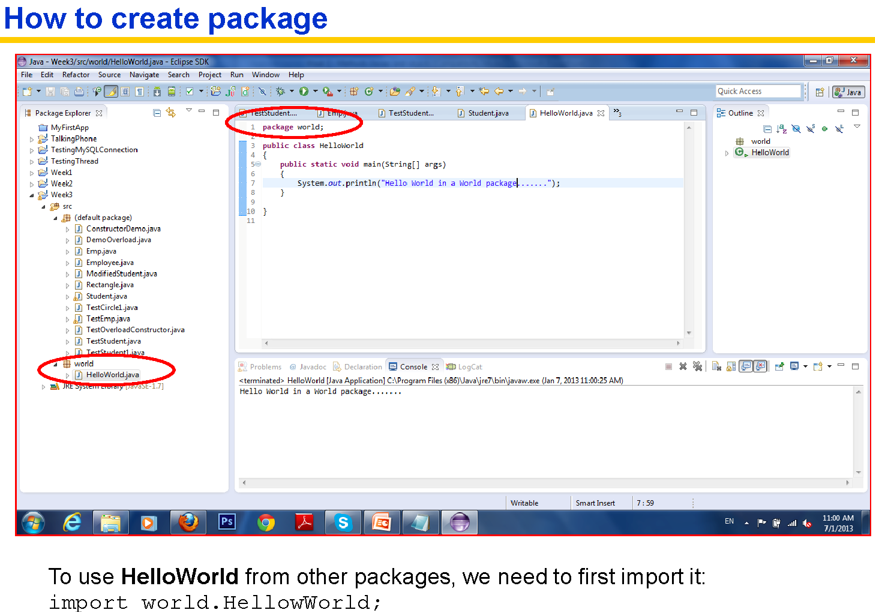 How to create package
Java - Week3/src/world/HelloWorld.java - Eclipse SDK
File Edit Refactor Source Navigate Search Project Run Window Help
Quick Access
Java
Package Explorer
MyFirstApp
TalkingPhone
TestingMySQLConnection
TestingThread
Week1
Week2
Week3
src
(default package)
ConstructorDemo.java
DemoOverload.java
Emp.java
Employee.java
ModifiedStudent.java
Rectangle.java
Student.java
TestCircle1.java
TestEmp.java
TestOverloadConstructor.java
TestStudent.java
TestStudent1.java
world
HelloWorld.java
JRE System Library [JavaSE-1.7]
TestStudent.... Emp.java TestStudent... Student.java HelloWorld.java »3
1 package world;
2
3 public class HelloWorld
4 {
5 public static void main(String[] args)
6 {
7 System.out.println("Hello World in a World package.......");
8 }
9
10 }
11
Outline
world
HelloWorld
Problems Javadoc Declaration Console LogCat
<terminated> HelloWorld [Java Application] C:\Program Files (x86)\Java\jre7\bin\javaw.exe (Jan 7, 2013 11:00:25 AM)
Hello World in a World package.......
Writable Smart Insert 7 : 59
EN
11:00 AM
7/1/2013
To use HelloWorld from other packages, we need to first import it:
import world.HellowWorld;